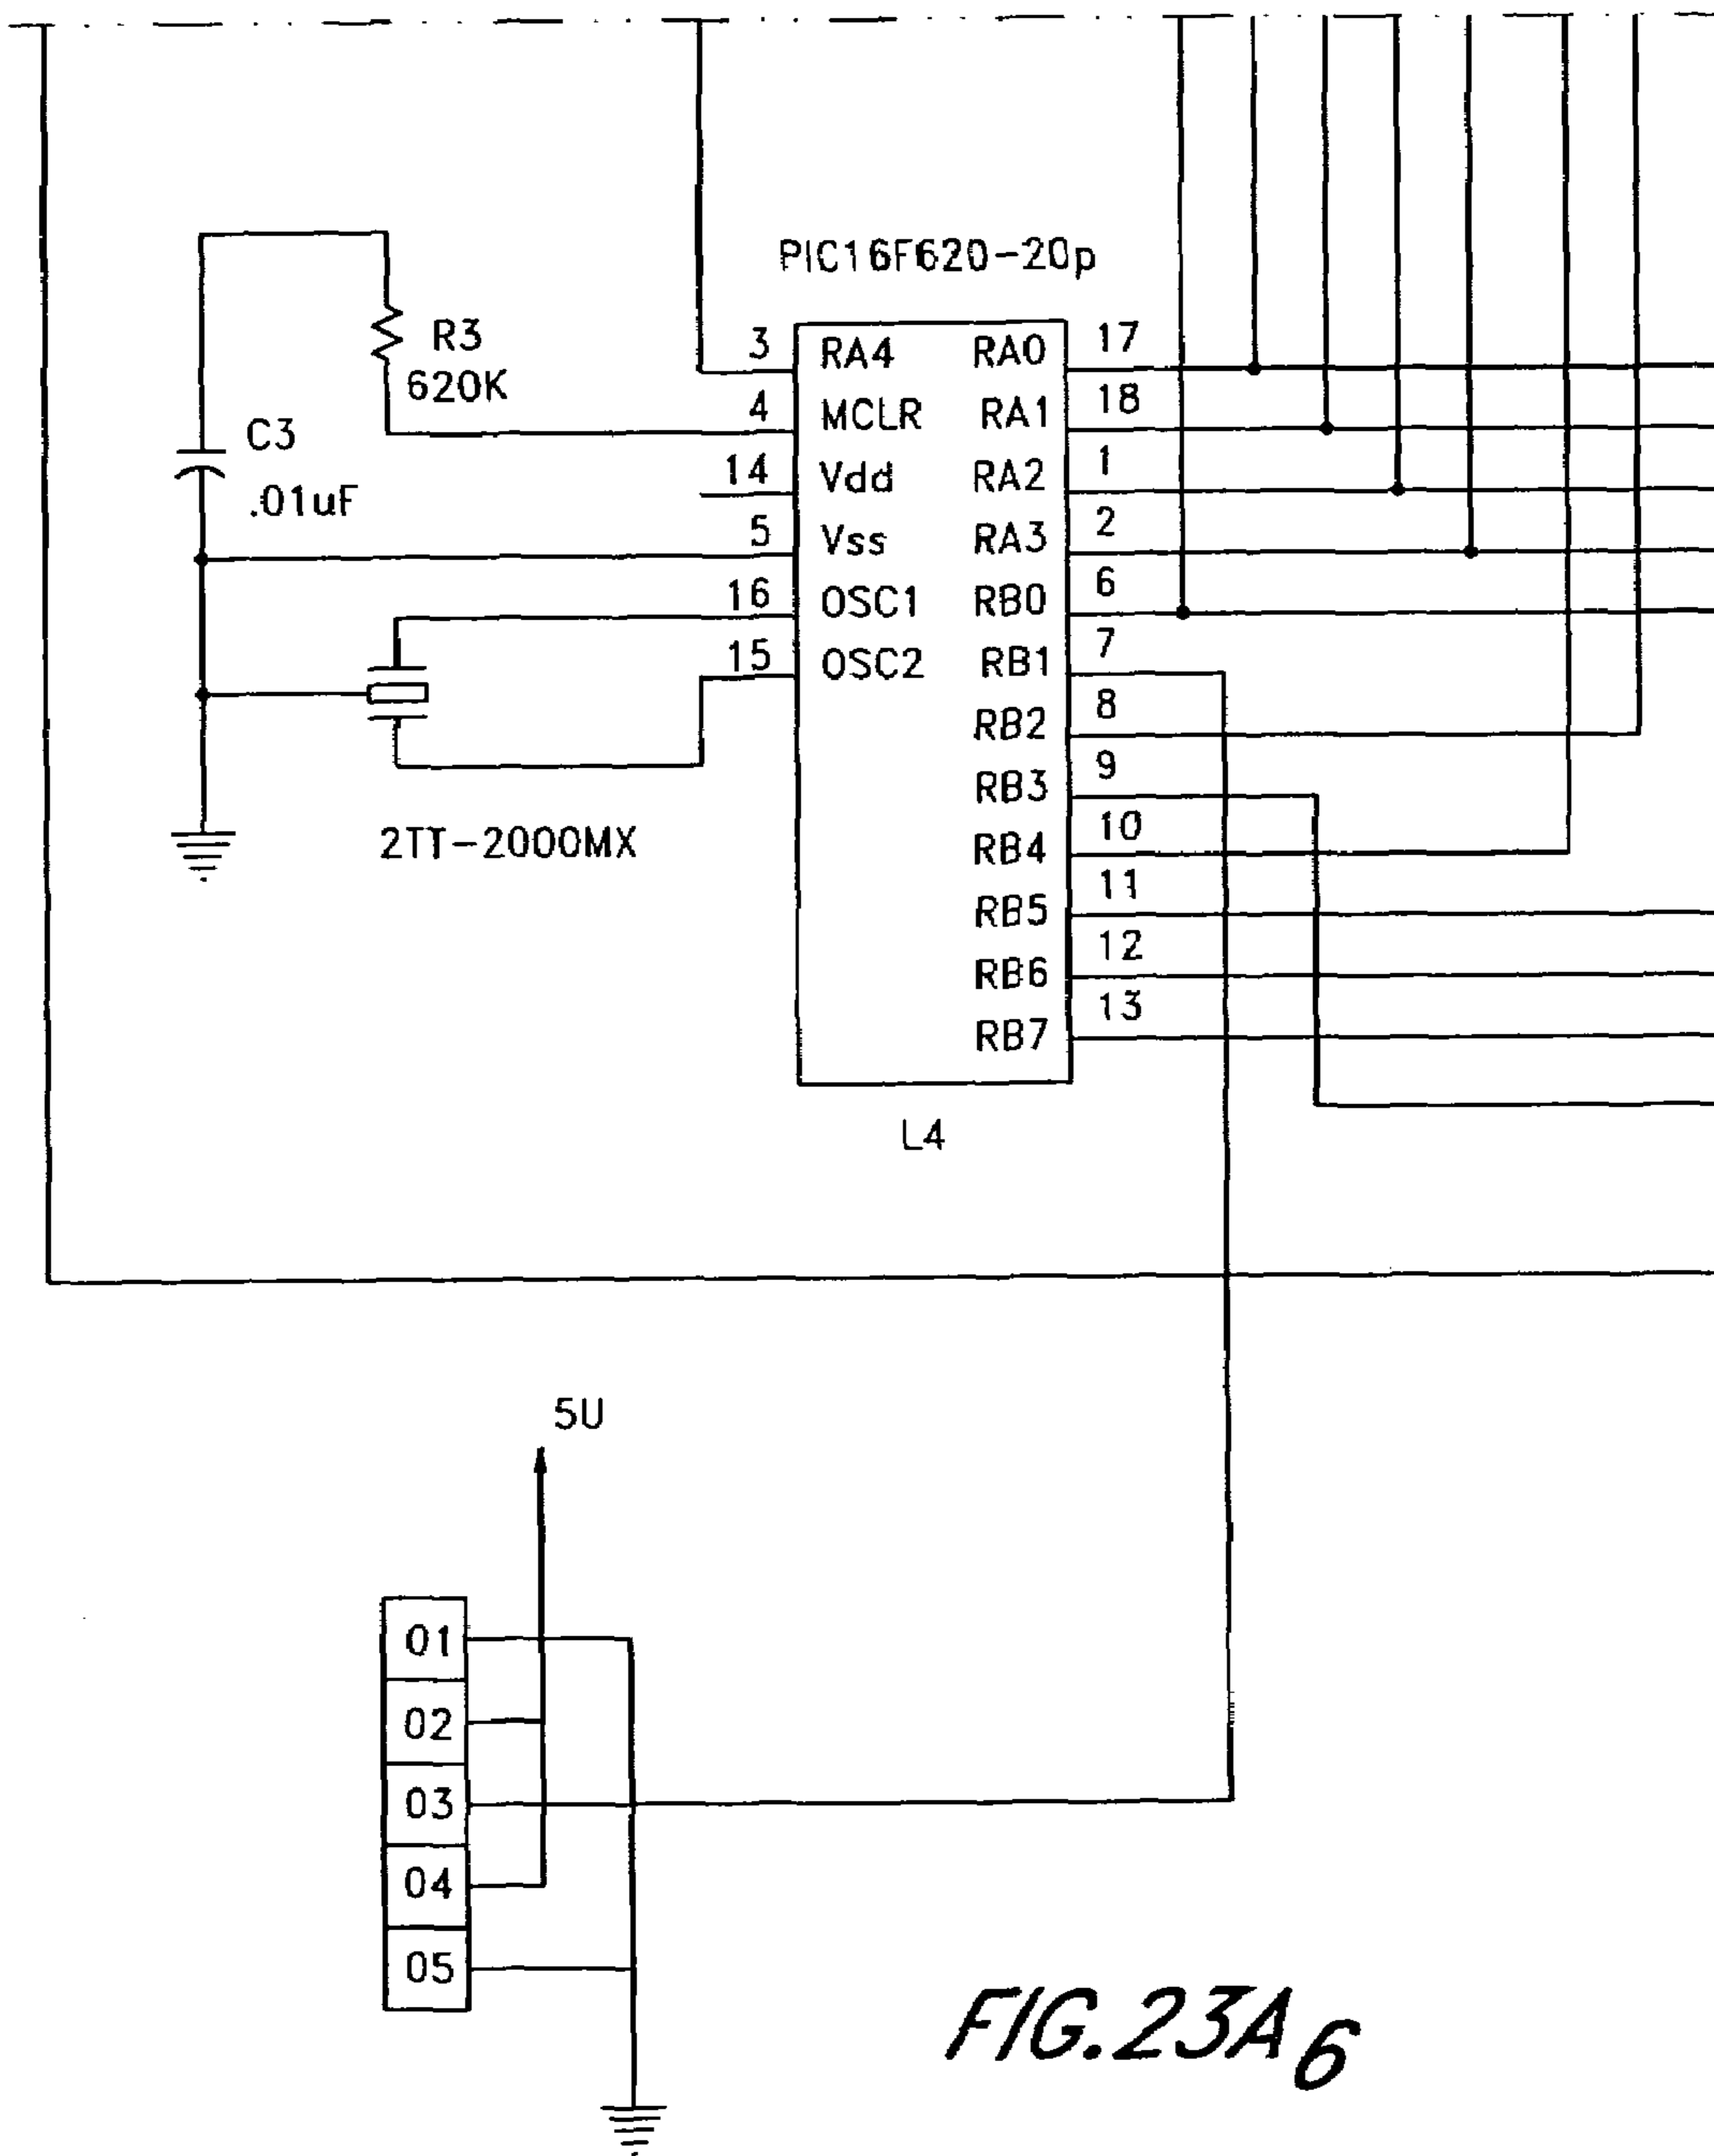 PIC16F620-20p
R3
620K
C3
.01uF
3 RA4 RA0 17
4 MCLR RA1 18
14 Vdd RA2 1
5 Vss RA3 2
16 OSC1 RB0 6
15 OSC2 RB1 7
RB2 8
RB3 9
RB4 10
RB5 11
RB6 12
RB7 13
2TT-2000MX
L4
5U
01
02
03
04
05
FIG.23A6